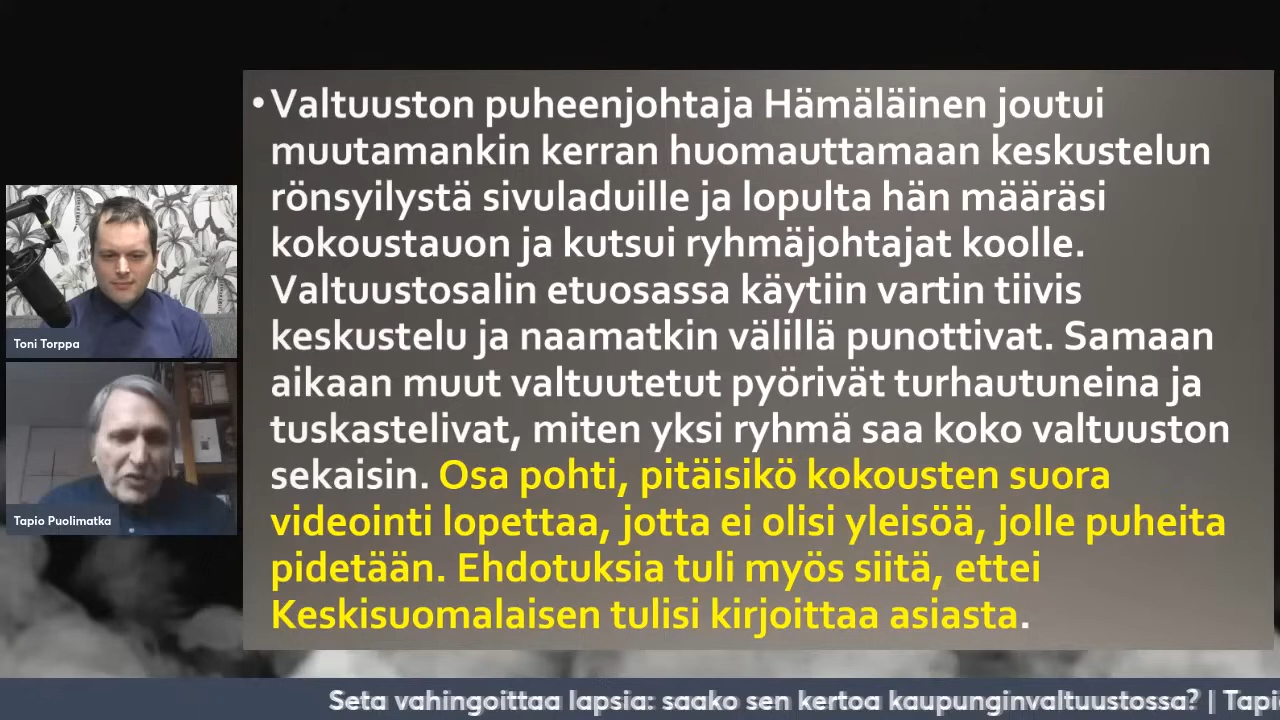 • Valtuuston puheenjohtaja Hämäläinen joutui
muutamankin kerran huomauttamaan keskustelun
rönsyilystä sivuladuille ja lopulta hän määräsi
kokoustauon ja kutsui ryhmäjohtajat koolle.
Valtuustosalin etuosassa käytiin vartin tiivis
keskustelu ja naamatkin välillä punottivat. Samaan
aikaan muut valtuutetut pyörivät turhautuneina ja
tuskastelivat, miten yksi ryhmä saa koko valtuuston
sekaisin. Osa pohti, pitäisikö kokousten suora
videointi lopettaa, jotta ei olisi yleisöä, jolle puheita
pidetään. Ehdotuksia tuli myös siitä, ettei
Keskisuomalaisen tulisi kirjoittaa asiasta.
Toni Torppa
Tapio Puolimatka
Seta vahingoittaa lapsia: saako sen kertoa kaupunginvaltuustossa? | Tapi